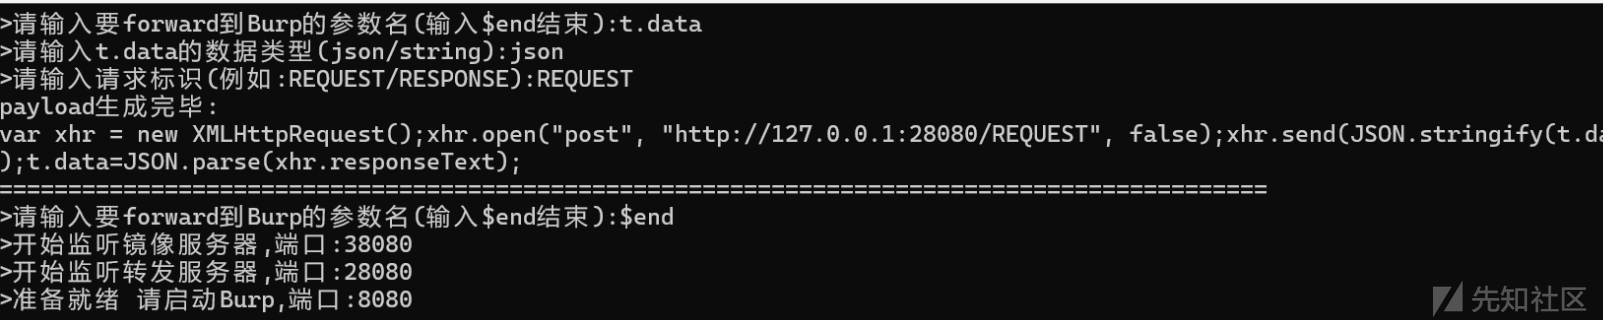 >请输入要forward到Burp的参数名(输入$end结束):t.data
>请输入t.data的数据类型(json/string):json
>请输入请求标识(例如:REQUEST/RESPONSE):REQUEST
payload生成完毕:
var xhr = new XMLHttpRequest();xhr.open("post", "http://127.0.0.1:28080/REQUEST", false);xhr.send(JSON.stringify(t.da
);t.data=JSON.parse(xhr.responseText);
============================================================================================
>请输入要forward到Burp的参数名(输入$end结束):$end
>开始监听镜像服务器,端口:38080
>开始监听转发服务器,端口:28080
>准备就绪 请启动Burp,端口:8080
先知社区